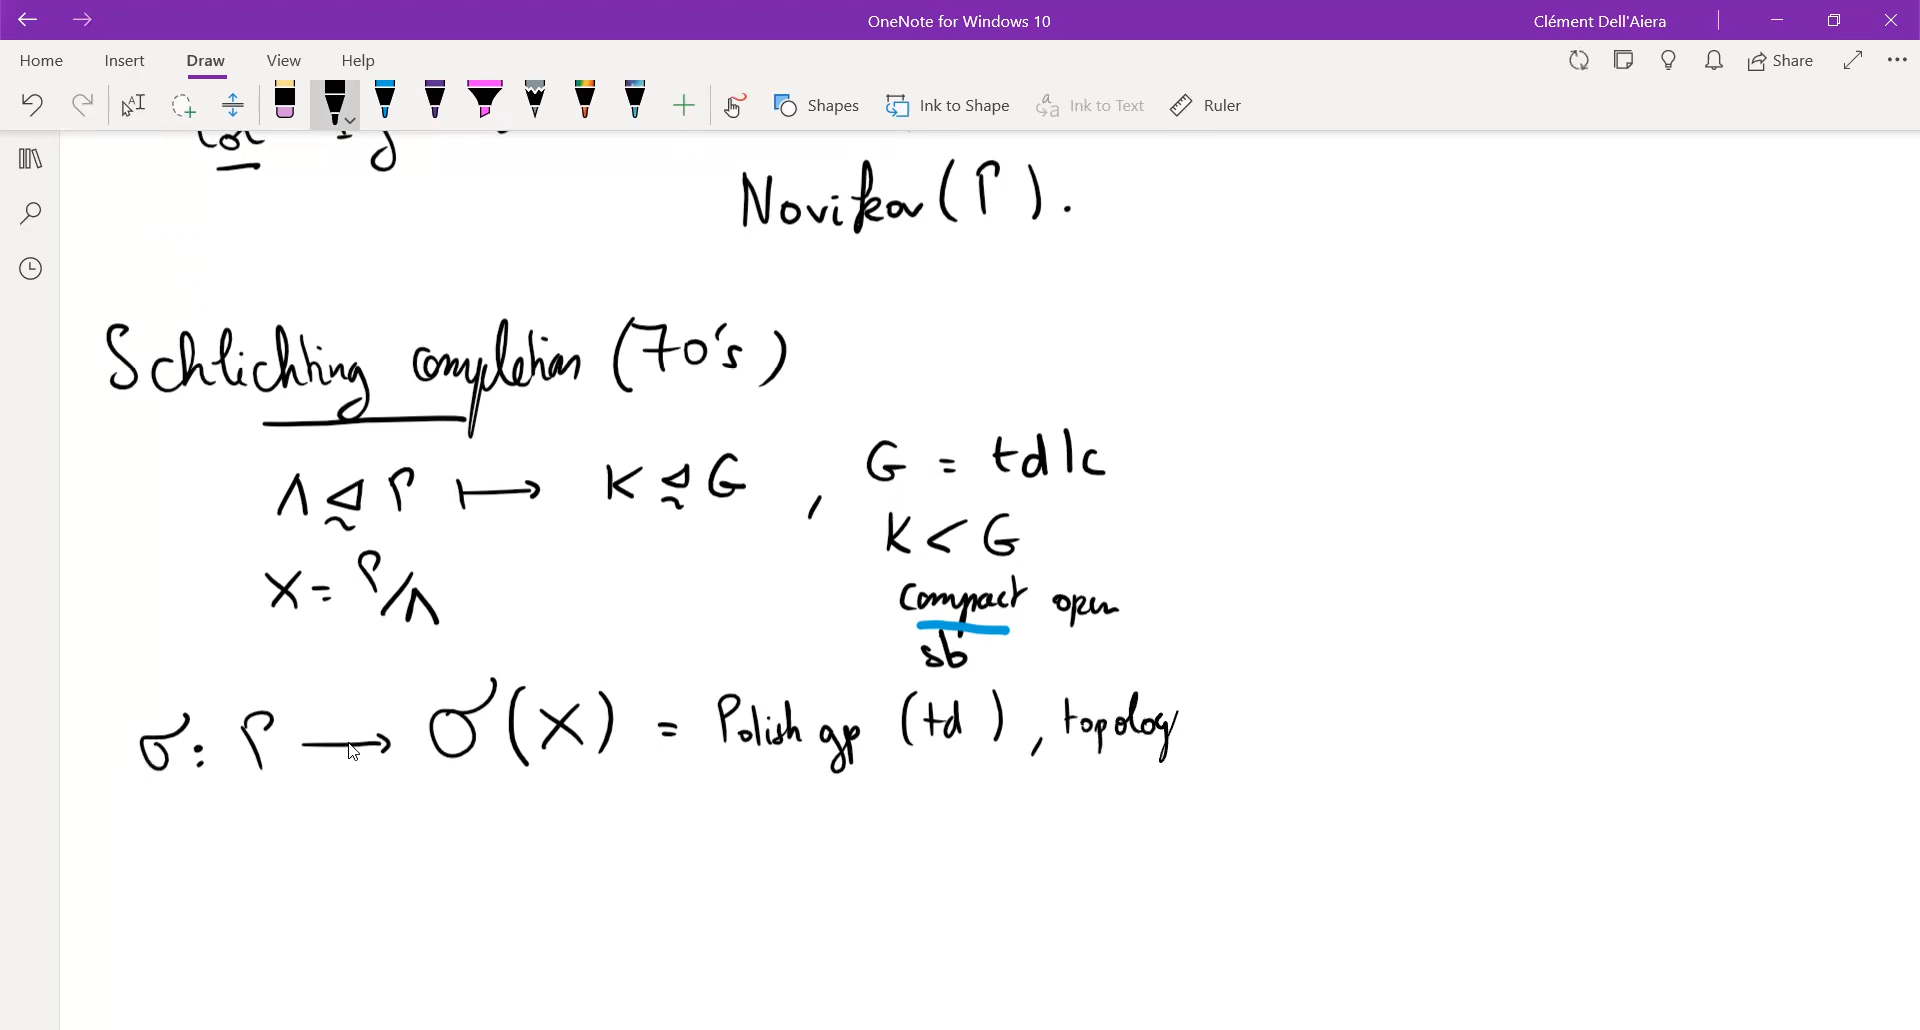 OneNote for Windows 10
Clément Dell'Aiera
Home Insert Draw View Help
Share
Shapes Ink to Shape Ink to Text Ruler
Novikov (Γ).
Schlichting completion (70's)
Λ ⊴̰ Γ ⟼ K ⊴̰ G , G = tdlc
K < G
X = Γ/Λ
compact open
sb
σ: Γ ⟶ σ(X) = Polish gp (td), topology